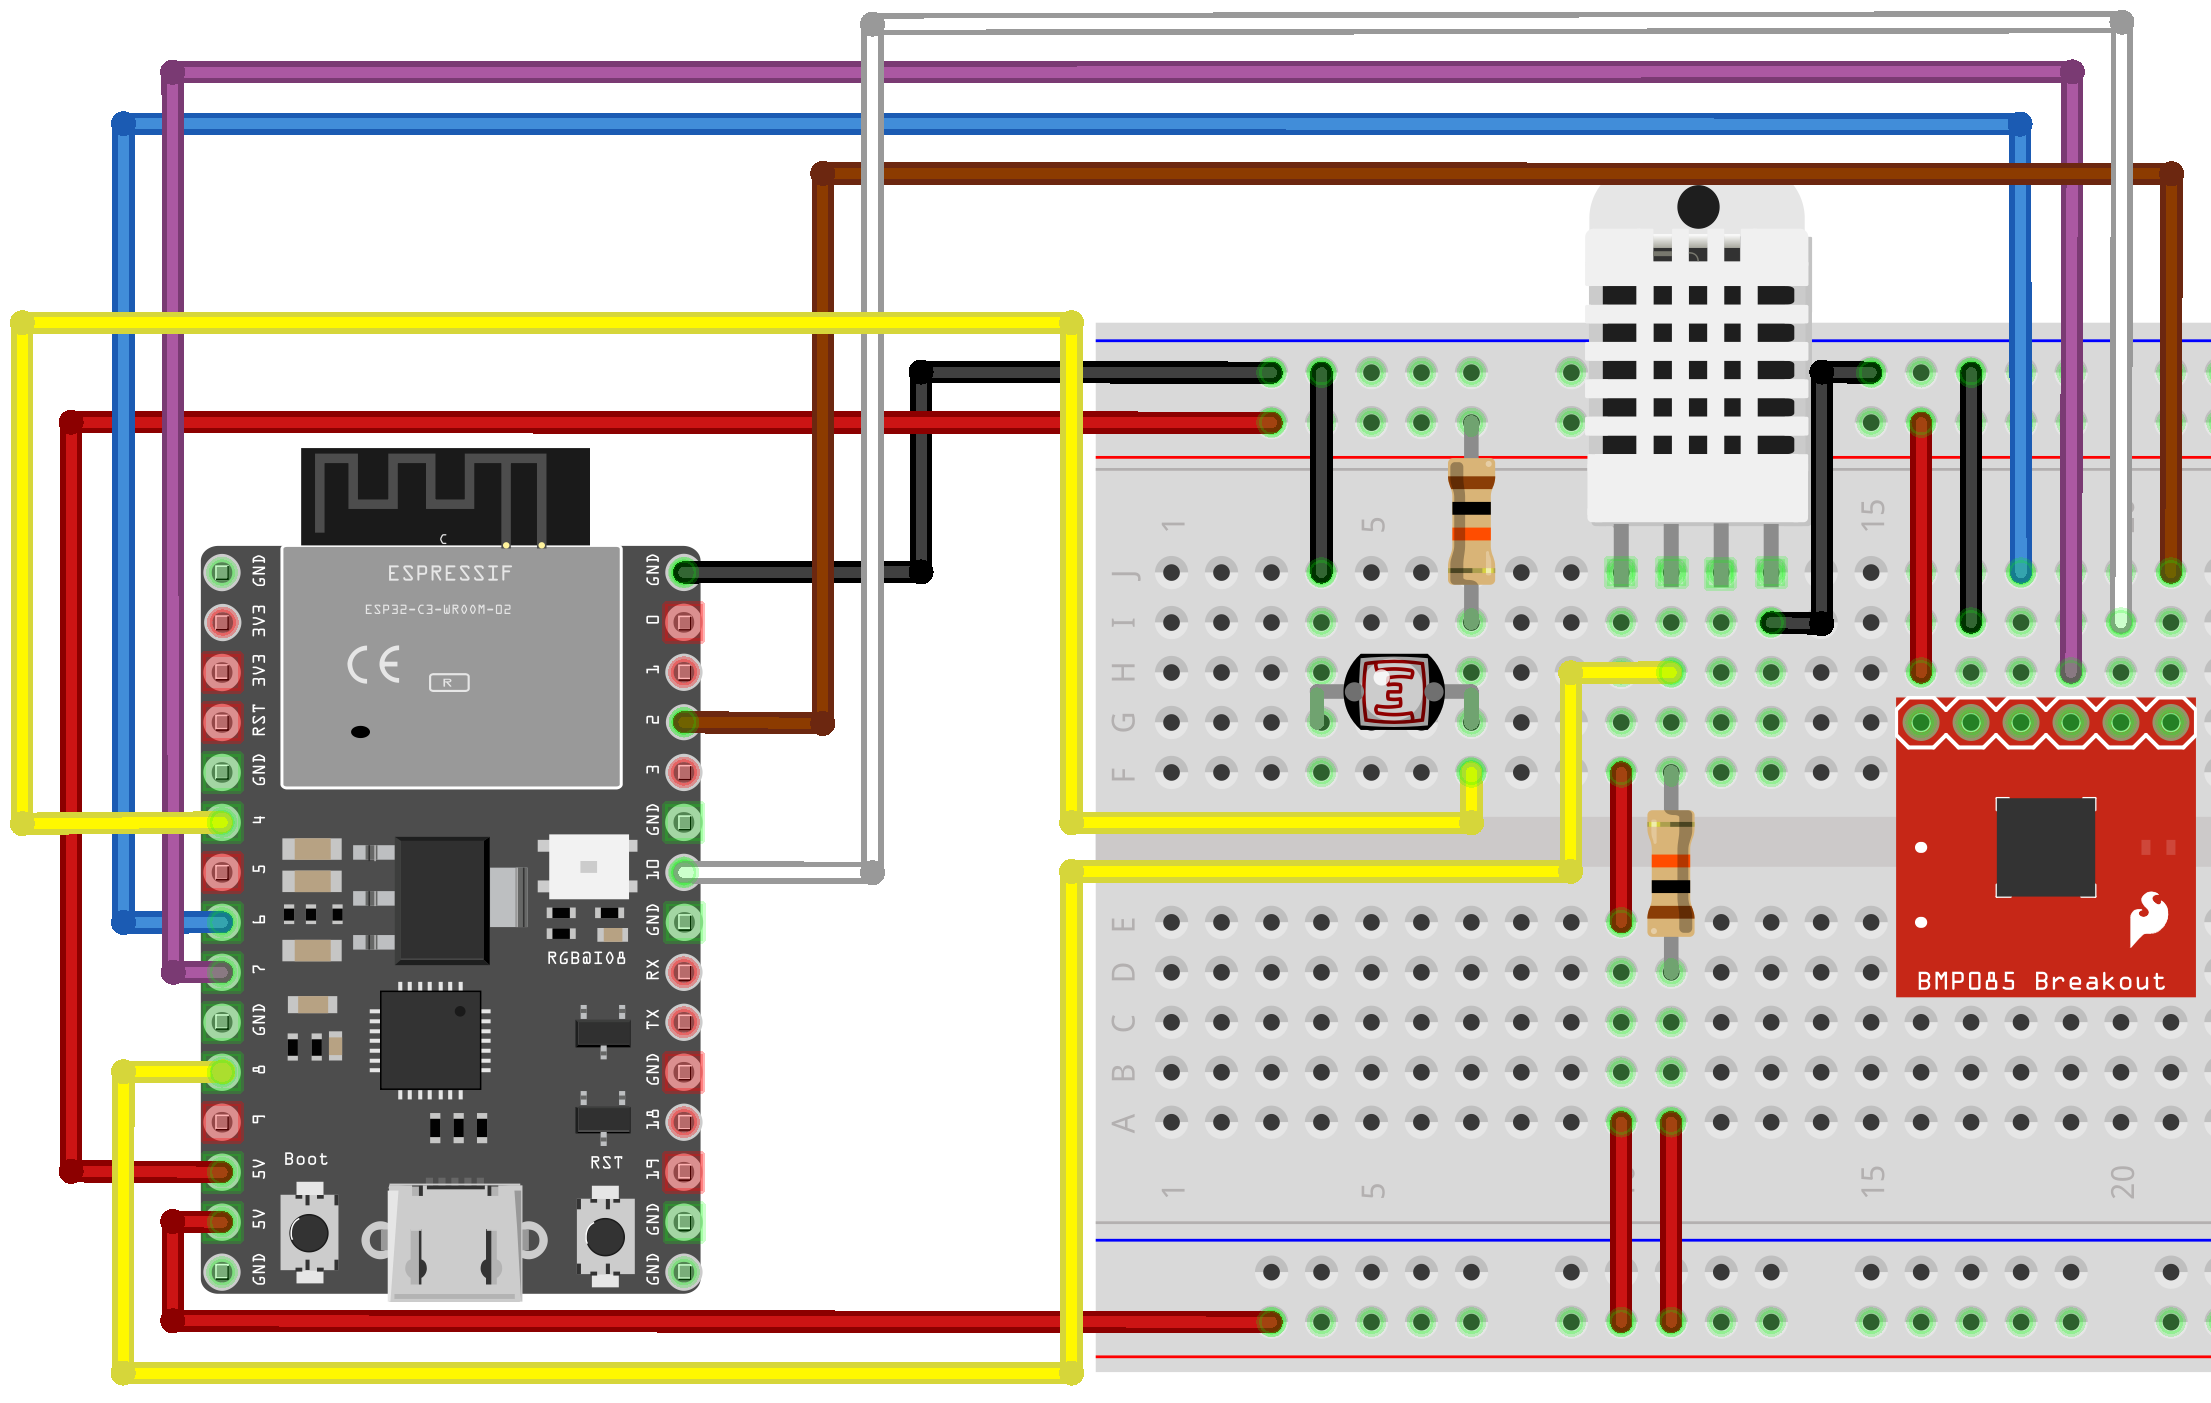 C
ESPRESSIF
ESP32-C3-WROOM-02
CE
R
GND
3V3
3V3
RST
GND
4
5
6
7
GND
8
9
5V
5V
GND
GND
0
1
2
3
GND
10
GND
RX
TX
GND
18
19
GND
GND
RGB@IO8
Boot
RST
1
5
15
J
I
H
G
F
E
D
C
B
A
1
5
15
20
BMP085 Breakout